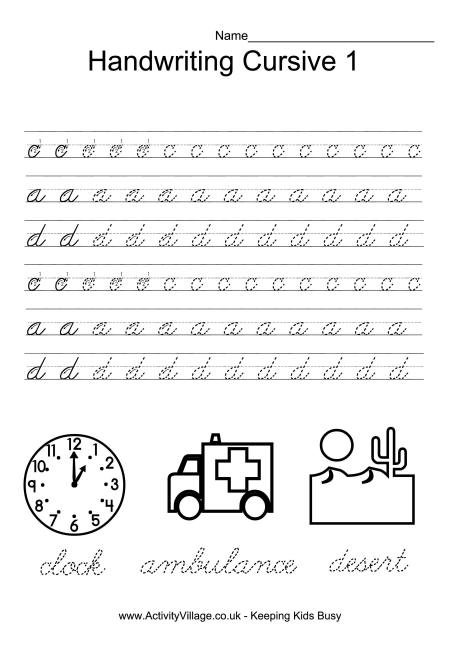 Name
Handwriting Cursive 1
c c c c c c c c c c c c c c c
a a a a a a a a a a a a
d d d d d d d d d d d d
c c c c c c c c c c c c c c c
a a a a a a a a a a a a
d d d d d d d d d d d d
11 12 1
10 2
9 3
8 4
7 6 5
clock ambulance desert
www.ActivityVillage.co.uk - Keeping Kids Busy